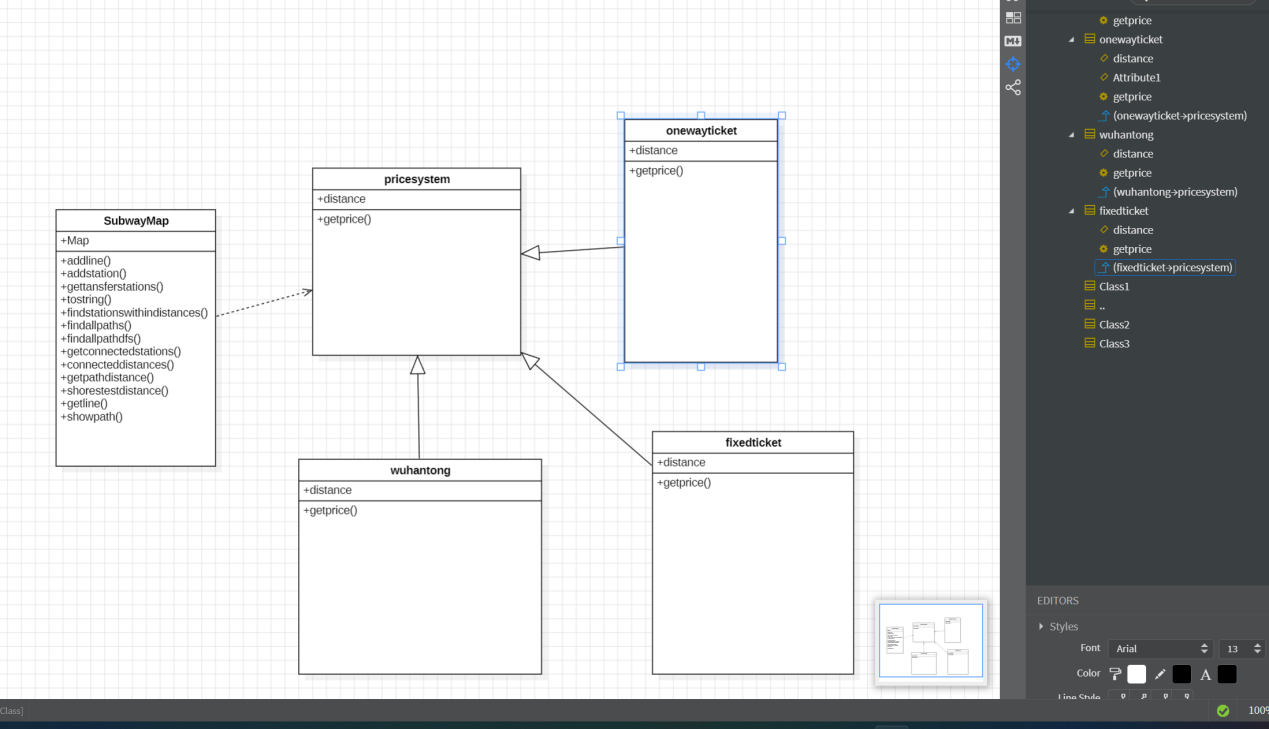 SubwayMap
+Map
+addline()
+addstation()
+gettansferstations()
+tostring()
+findstationswithindistances()
+findallpaths()
+findallpathdfs()
+getconnectedstations()
+connecteddistances()
+getpathdistance()
+shorestestdistance()
+getline()
+showpath()
pricesystem
+distance
+getprice()
onewayticket
+distance
+getprice()
wuhantong
+distance
+getprice()
fixedticket
+distance
+getprice()
M↓
getprice
onewayticket
distance
Attribute1
getprice
(onewayticket→pricesystem)
wuhantong
distance
getprice
(wuhantong→pricesystem)
fixedticket
distance
getprice
(fixedticket→pricesystem)
Class1
..
Class2
Class3
EDITORS
Styles
Font Arial 13
Color A
Line Style
Class]
100%